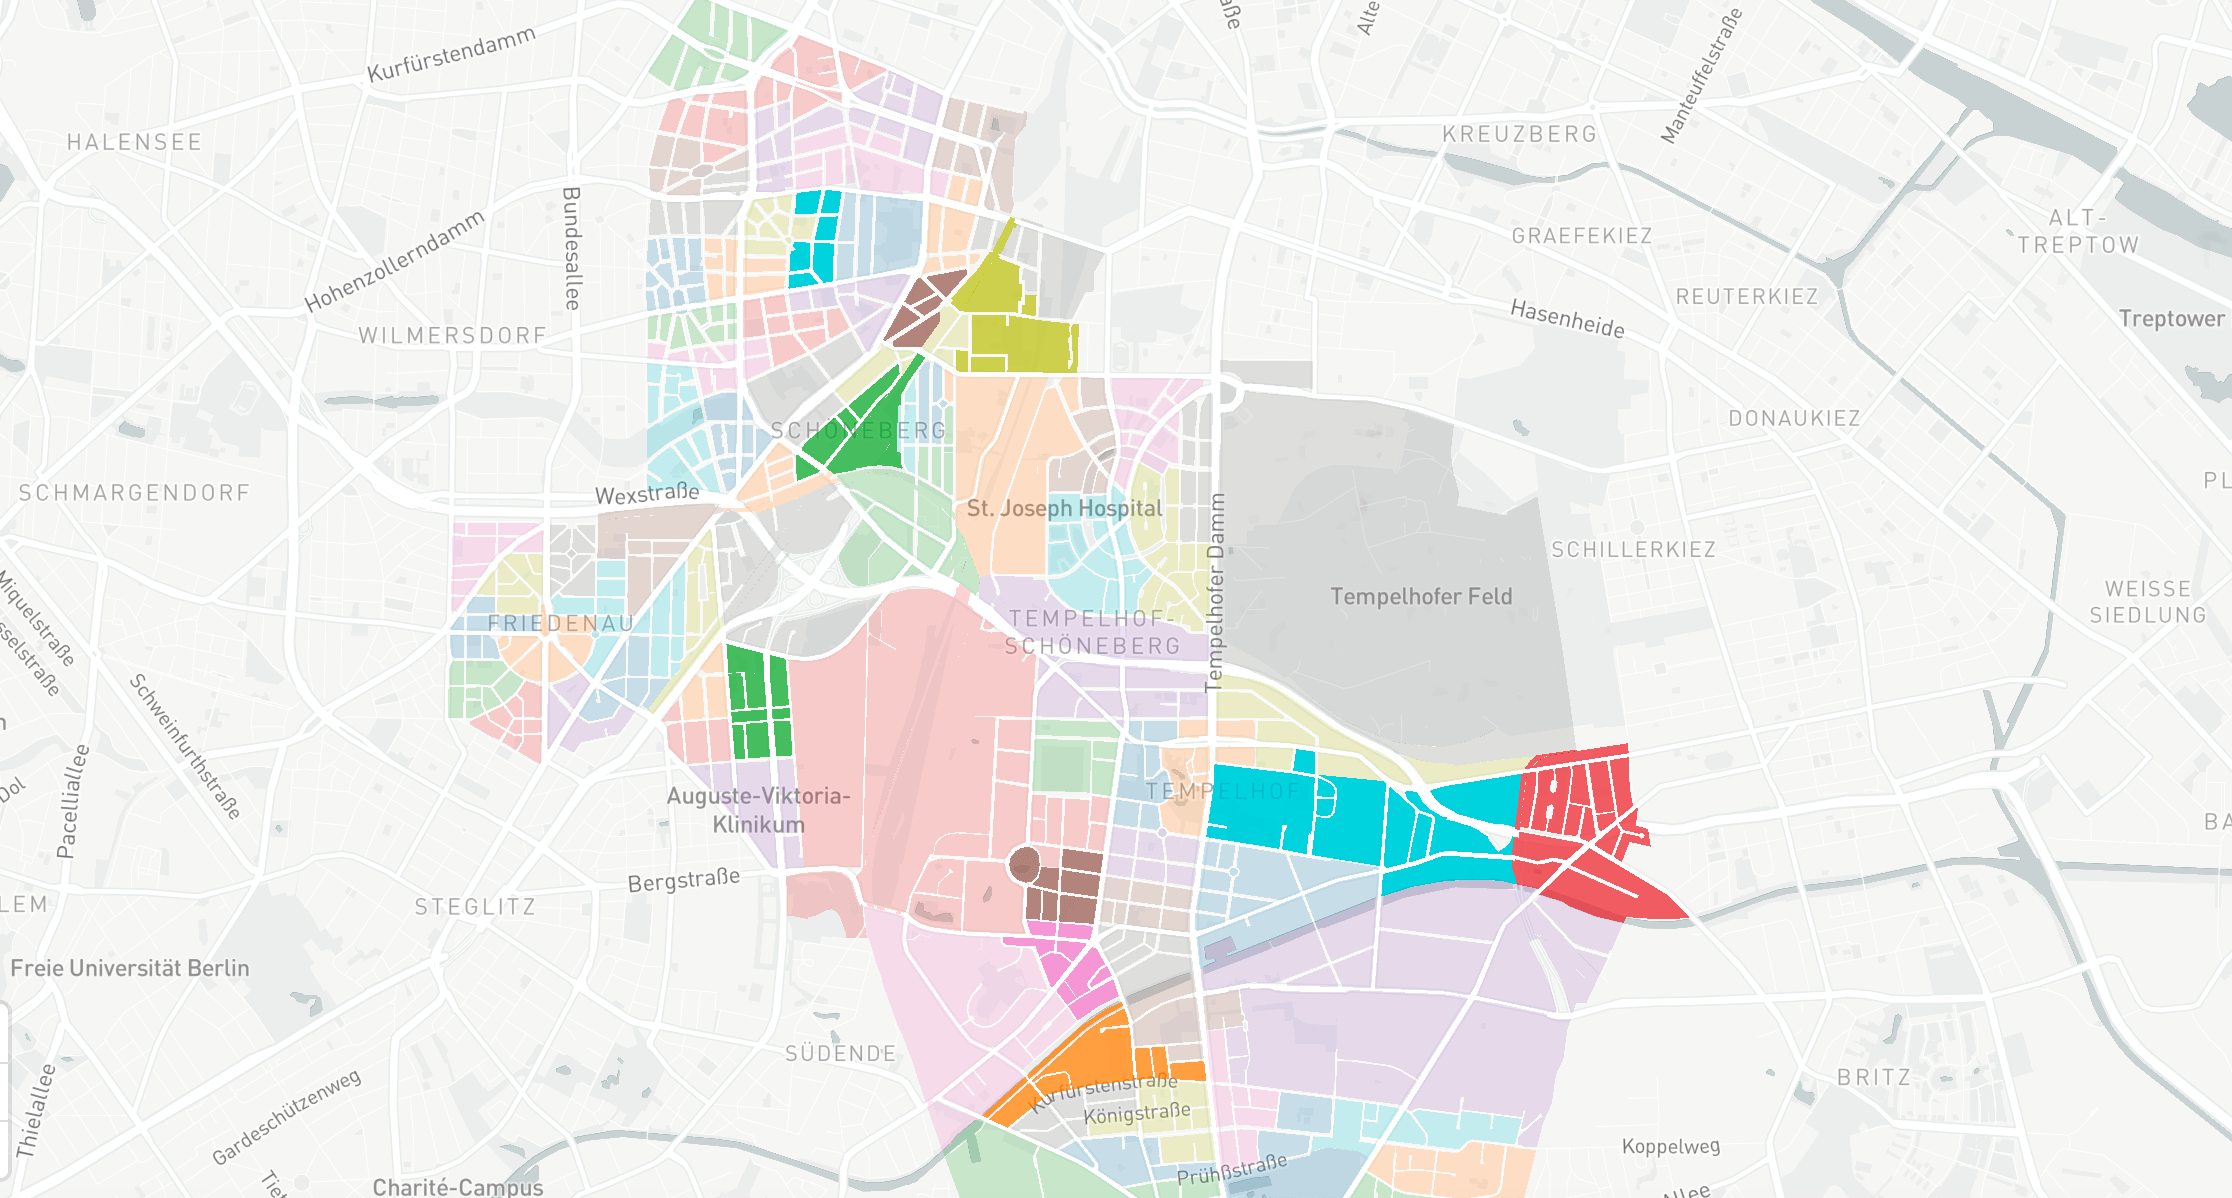 Kurfürstendamm
HALENSEE
Bundesallee
Hohenzollerndamm
WILMERSDORF
SCHMARGENDORF
Wexstraße
SCHÖNEBERG
St. Joseph Hospital
FRIEDENAU
TEMPELHOF-
SCHÖNEBERG
Tempelhofer Damm
Tempelhofer Feld
KREUZBERG
Manteuffelstraße
GRAEFEKIEZ
REUTERKIEZ
Hasenheide
ALT-
TREPTOW
Treptower
DONAUKIEZ
SCHILLERKIEZ
WEISSE
SIEDLUNG
PL
BA
Alte
aße
Miquelstraße
sselstraße
Schweinfurthstraße
Pacelliallee
Dol
n
LEM
Auguste-Viktoria-
Klinikum
TEMPELHOF
Bergstraße
STEGLITZ
Freie Universität Berlin
SÜDENDE
Thielallee
Gardeschützenweg
Charité-Campus
Kurfürstenstraße
Königstraße
Prühßstraße
BRITZ
Koppelweg
Allee